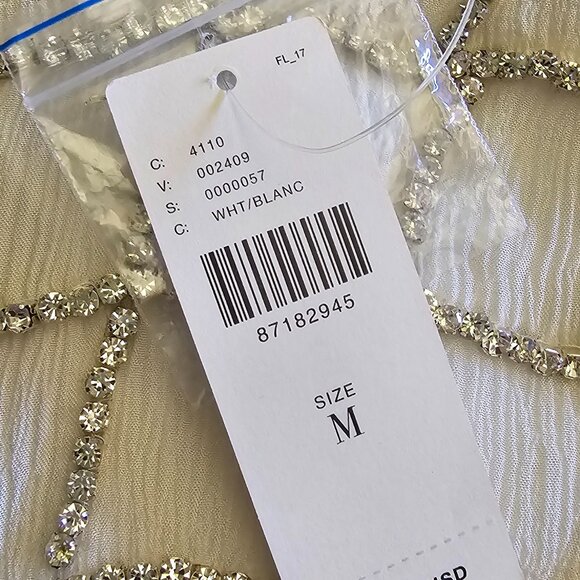 FL_17
C: 4110
V: 002409
S: 0000057
C: WHT/BLANC
87182945
SIZE
M